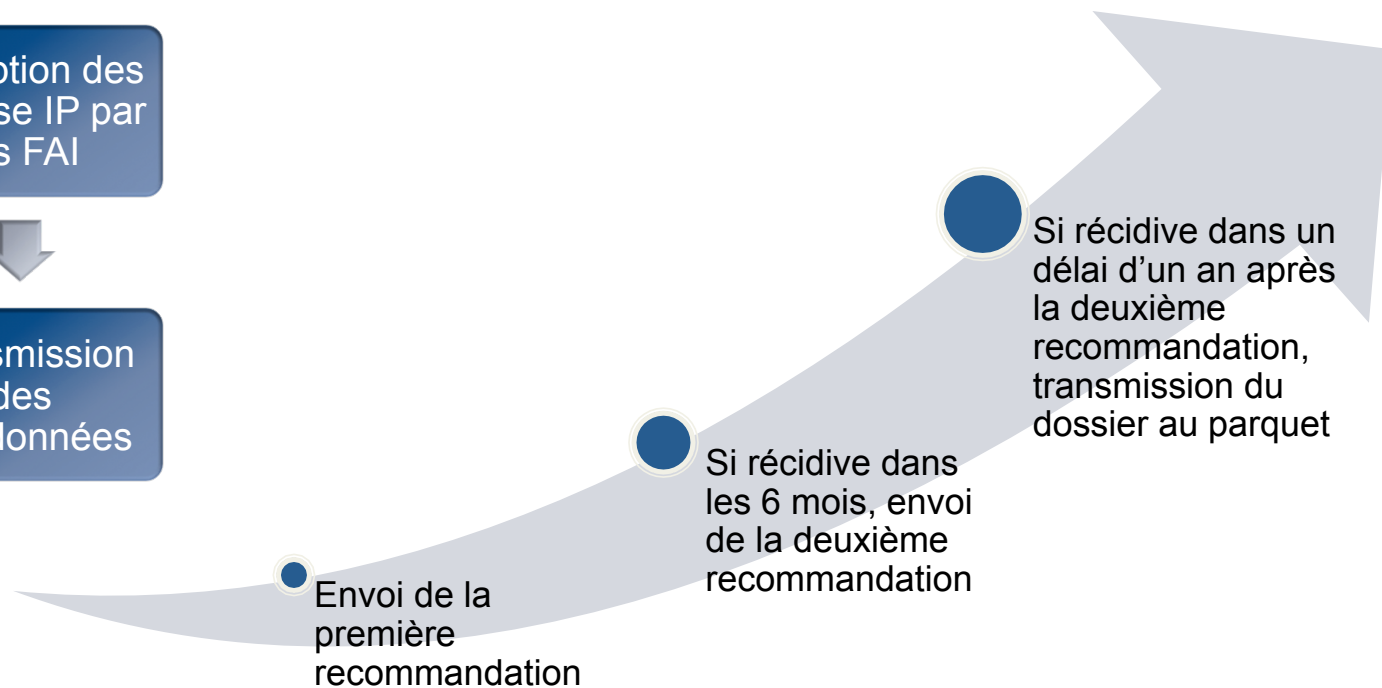 ption des
se IP par
s FAI
smission
des
données
Envoi de la
première
recommandation
Si récidive dans
les 6 mois, envoi
de la deuxième
recommandation
Si récidive dans un
délai d’un an après
la deuxième
recommandation,
transmission du
dossier au parquet